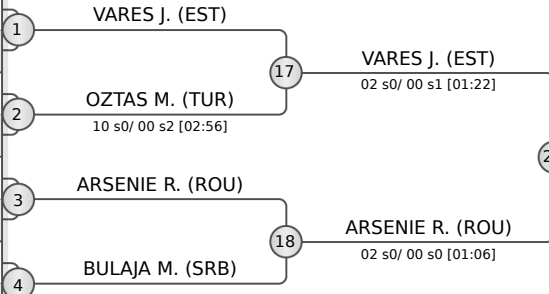 VARES J. (EST)
1
17
VARES J. (EST)
02 s0/ 00 s1 [01:22]
OZTAS M. (TUR)
2
10 s0/ 00 s2 [02:56]
ARSENIE R. (ROU)
3
18
ARSENIE R. (ROU)
02 s0/ 00 s0 [01:06]
BULAJA M. (SRB)
4